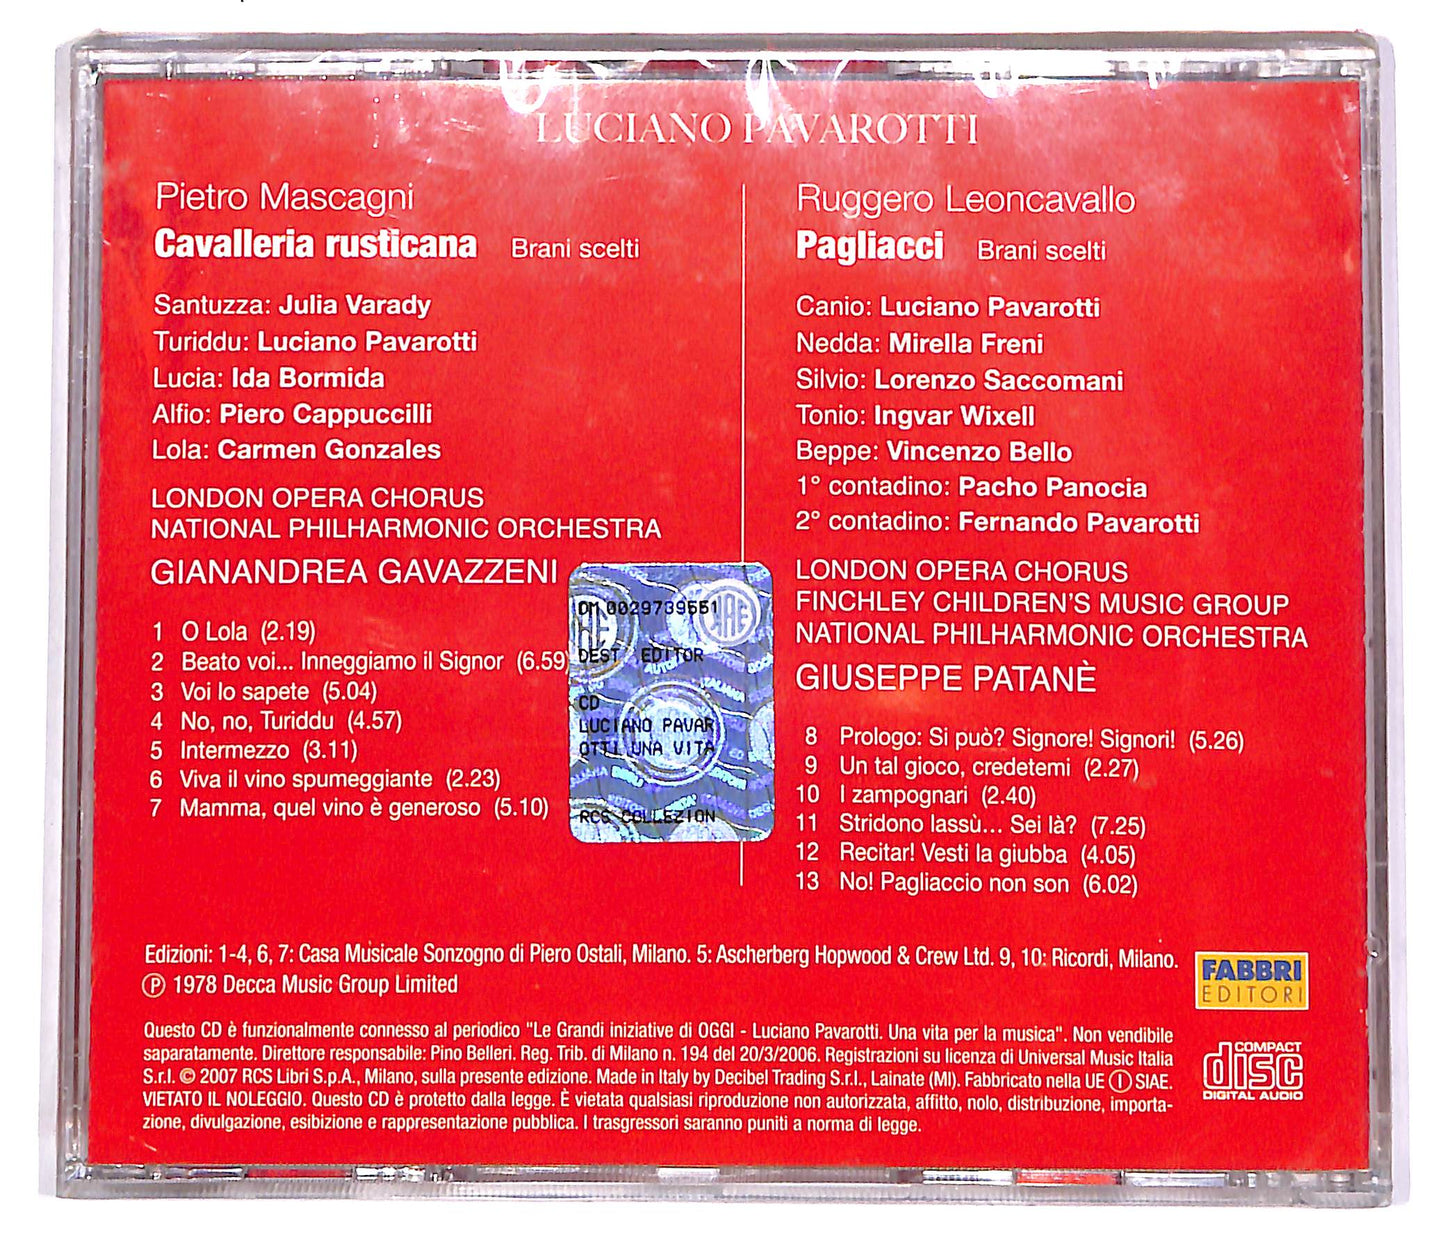 LUCIANO PAVAROTTI
Pietro Mascagni
Cavalleria rusticana Brani scelti
Santuzza: Julia Varady
Turiddu: Luciano Pavarotti
Lucia: Ida Bormida
Alfio: Piero Cappuccilli
Lola: Carmen Gonzales
LONDON OPERA CHORUS
NATIONAL PHILHARMONIC ORCHESTRA
GIANANDREA GAVAZZENI
1 O Lola (2.19)
2 Beato voi... Inneggiamo il Signor (6.59)
3 Voi lo sapete (5.04)
4 No, no, Turiddu (4.57)
5 Intermezzo (3.11)
6 Viva il vino spumeggiante (2.23)
7 Mamma, quel vino è generoso (5.10)
DM 0029739551
DEST EDITOR
CD
LUCIANO PAVAR
OTTI UNA VITA
RCS COLLEZION
Ruggero Leoncavallo
Pagliacci Brani scelti
Canio: Luciano Pavarotti
Nedda: Mirella Freni
Silvio: Lorenzo Saccomani
Tonio: Ingvar Wixell
Beppe: Vincenzo Bello
1° contadino: Pacho Panocia
2° contadino: Fernando Pavarotti
LONDON OPERA CHORUS
FINCHLEY CHILDREN'S MUSIC GROUP
NATIONAL PHILHARMONIC ORCHESTRA
GIUSEPPE PATANÈ
8 Prologo: Si può? Signore! Signori! (5.26)
9 Un tal gioco, credetemi (2.27)
10 I zampognari (2.40)
11 Stridono lassù... Sei là? (7.25)
12 Recitar! Vesti la giubba (4.05)
13 No! Pagliaccio non son (6.02)
Edizioni: 1-4, 6, 7: Casa Musicale Sonzogno di Piero Ostali, Milano. 5: Ascherberg Hopwood & Crew Ltd. 9, 10: Ricordi, Milano.
Ⓟ 1978 Decca Music Group Limited
FABBRI
EDITORI
Questo CD è funzionalmente connesso al periodico "Le Grandi iniziative di OGGI - Luciano Pavarotti. Una vita per la musica". Non vendibile
saparatamente. Direttore responsabile: Pino Belleri. Reg. Trib. di Milano n. 194 del 20/3/2006. Registrazioni su licenza di Universal Music Italia
S.r.l. © 2007 RCS Libri S.p.A., Milano, sulla presente edizione. Made in Italy by Decibel Trading S.r.l., Lainate (MI). Fabbricato nella UE Ⓘ SIAE.
VIETATO IL NOLEGGIO. Questo CD è protetto dalla legge. È vietata qualsiasi riproduzione non autorizzata, affitto, nolo, distribuzione, importa-
zione, divulgazione, esibizione e rappresentazione pubblica. I trasgressori saranno puniti a norma di legge.
COMPACT
disc
DIGITAL AUDIO